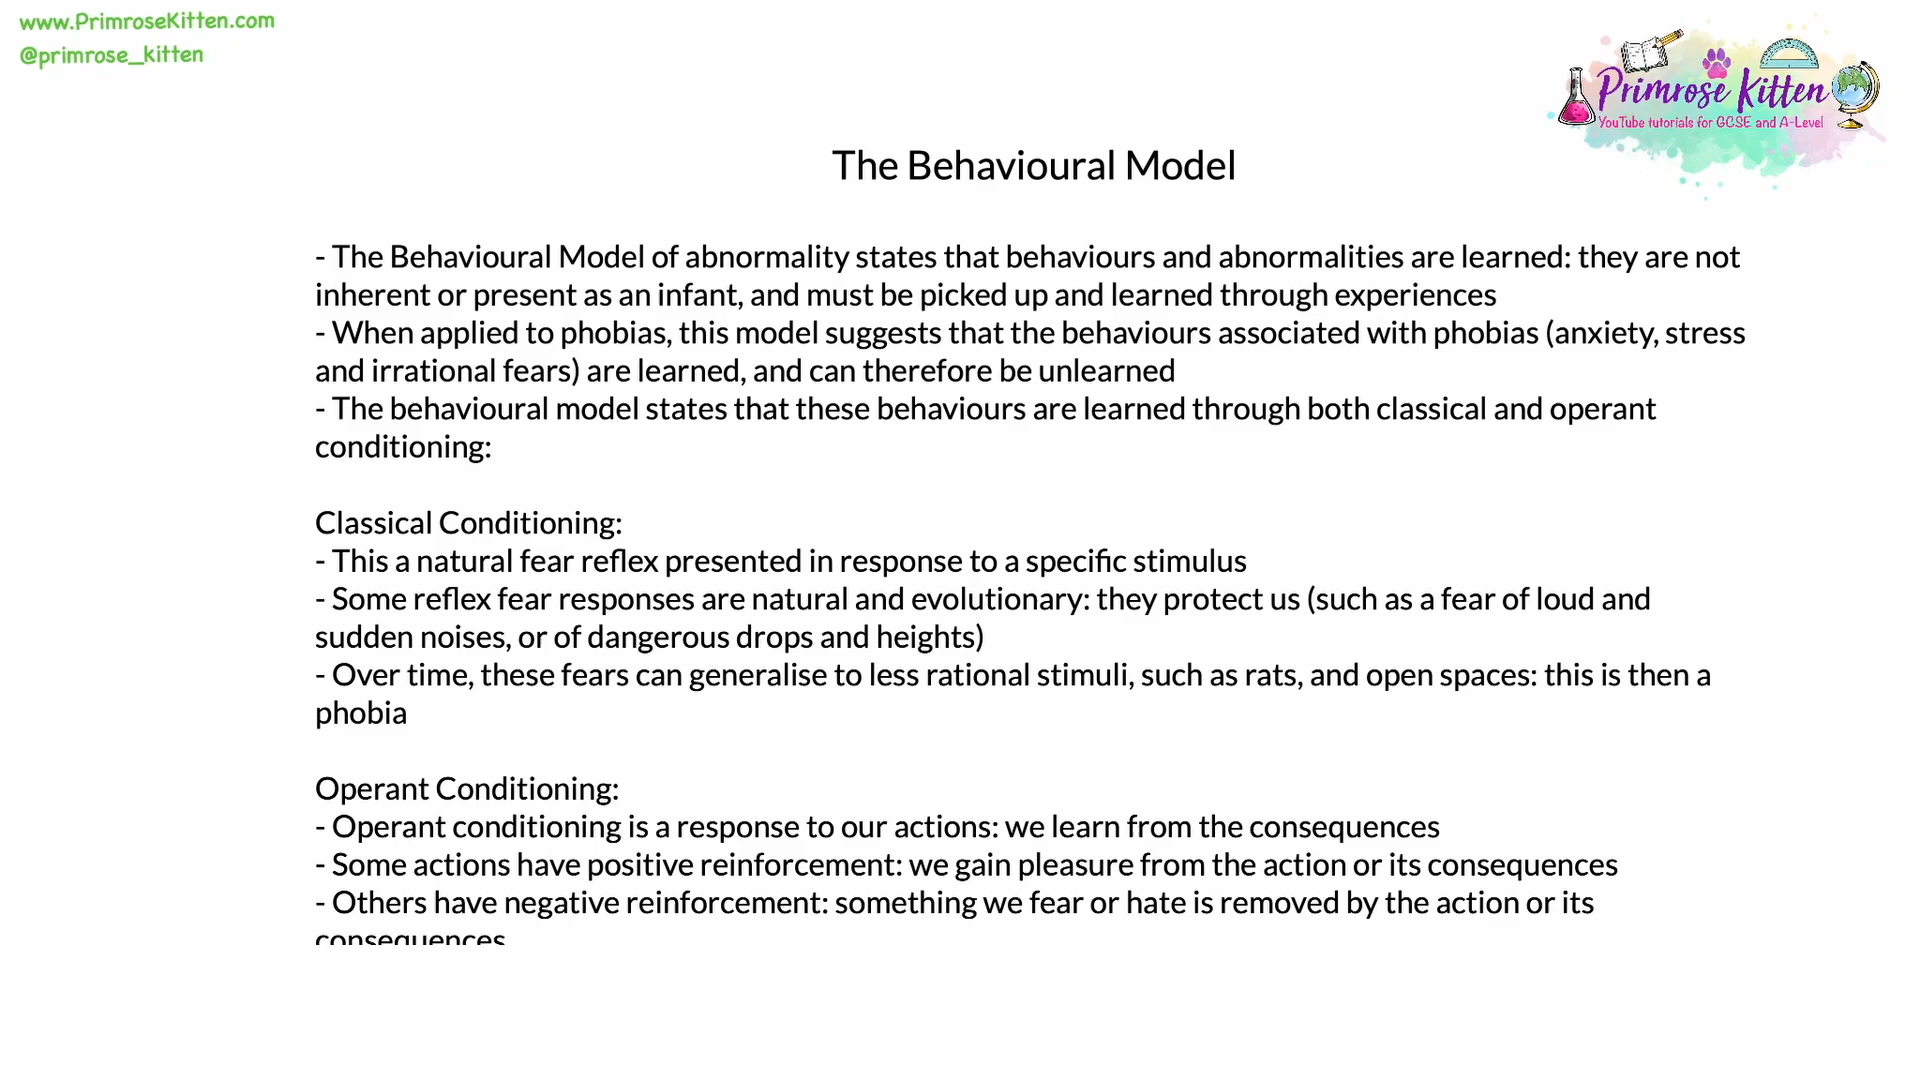 www.PrimroseKitten.com
@primrose_kitten
Primrose Kitten
YouTube tutorials for GCSE and A-Level
The Behavioural Model
- The Behavioural Model of abnormality states that behaviours and abnormalities are learned: they are not
inherent or present as an infant, and must be picked up and learned through experiences
- When applied to phobias, this model suggests that the behaviours associated with phobias (anxiety, stress
and irrational fears) are learned, and can therefore be unlearned
- The behavioural model states that these behaviours are learned through both classical and operant
conditioning:
Classical Conditioning:
- This a natural fear reflex presented in response to a specific stimulus
- Some reflex fear responses are natural and evolutionary: they protect us (such as a fear of loud and
sudden noises, or of dangerous drops and heights)
- Over time, these fears can generalise to less rational stimuli, such as rats, and open spaces: this is then a
phobia
Operant Conditioning:
- Operant conditioning is a response to our actions: we learn from the consequences
- Some actions have positive reinforcement: we gain pleasure from the action or its consequences
- Others have negative reinforcement: something we fear or hate is removed by the action or its
consequences